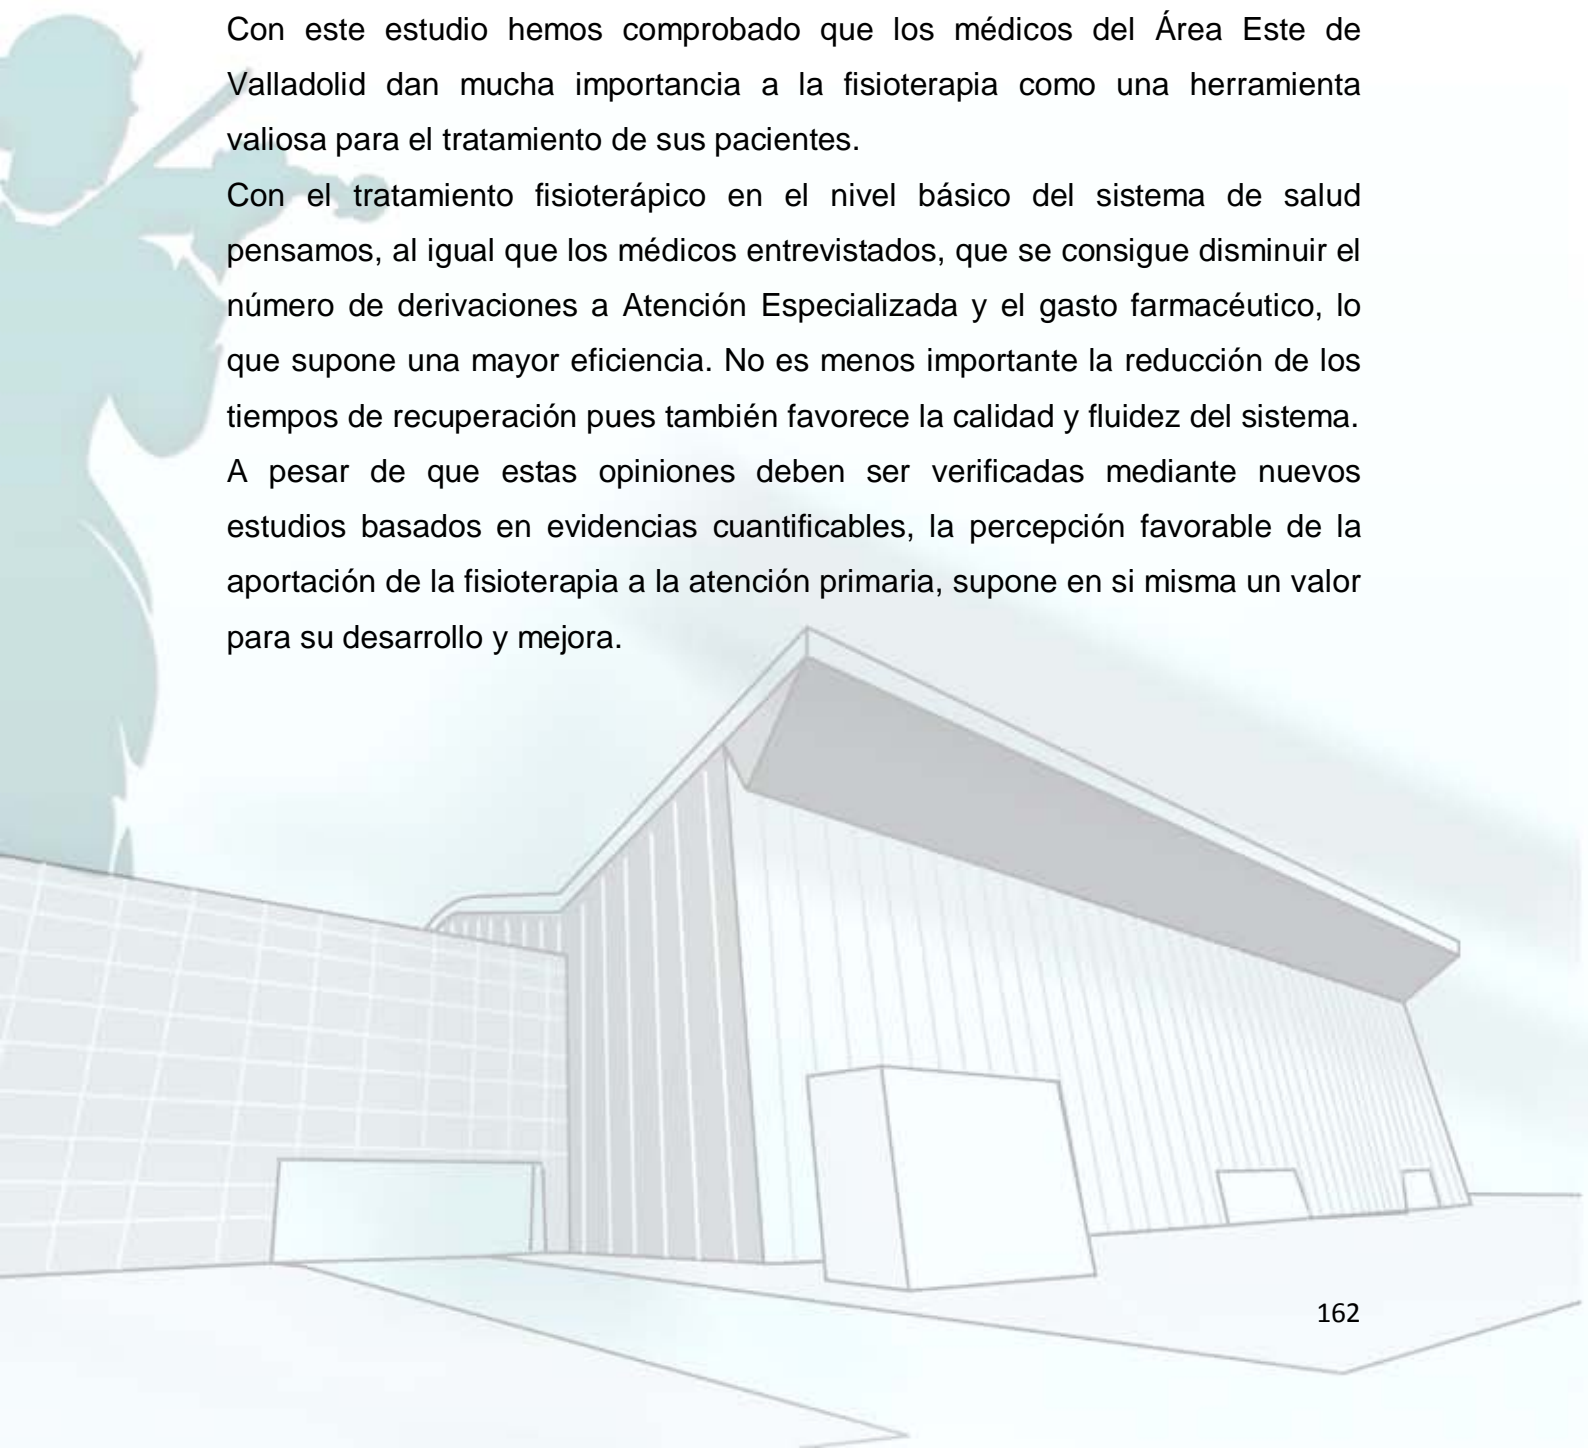 Con este estudio hemos comprobado que los médicos del Área Este de
Valladolid dan mucha importancia a la fisioterapia como una herramienta
valiosa para el tratamiento de sus pacientes.
Con el tratamiento fisioterápico en el nivel básico del sistema de salud
pensamos, al igual que los médicos entrevistados, que se consigue disminuir el
número de derivaciones a Atención Especializada y el gasto farmacéutico, lo
que supone una mayor eficiencia. No es menos importante la reducción de los
tiempos de recuperación pues también favorece la calidad y fluidez del sistema.
A pesar de que estas opiniones deben ser verificadas mediante nuevos
estudios basados en evidencias cuantificables, la percepción favorable de la
aportación de la fisioterapia a la atención primaria, supone en si misma un valor
para su desarrollo y mejora.
162